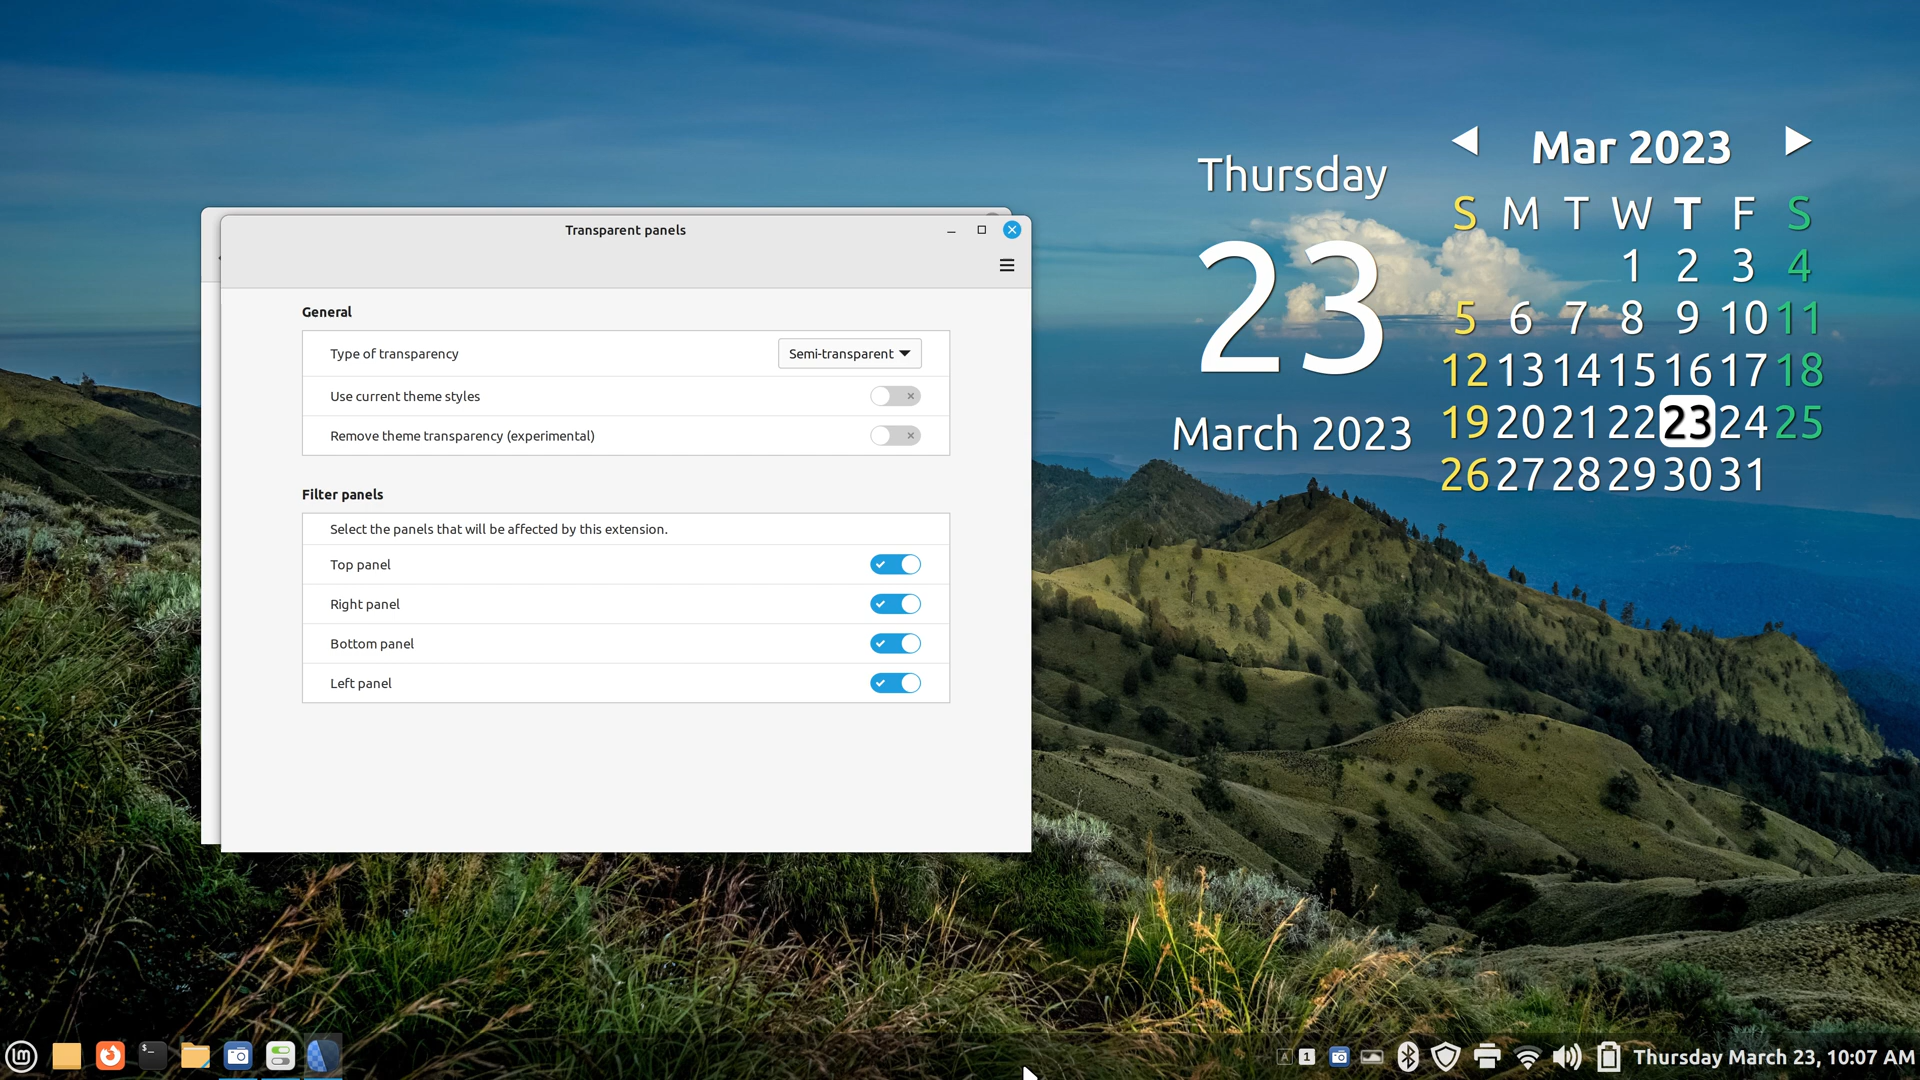 Transparent panels
General
Type of transparency
Semi-transparent
Use current theme styles
Remove theme transparency (experimental)
Filter panels
Select the panels that will be affected by this extension.
Top panel
Right panel
Bottom panel
Left panel
Thursday
23
March 2023
Mar 2023
S M T W T F S
1 2 3 4
5 6 7 8 9 10 11
12 13 14 15 16 17 18
19 20 21 22 23 24 25
26 27 28 29 30 31
lm
$_
A
1
Thursday March 23, 10:07 AM